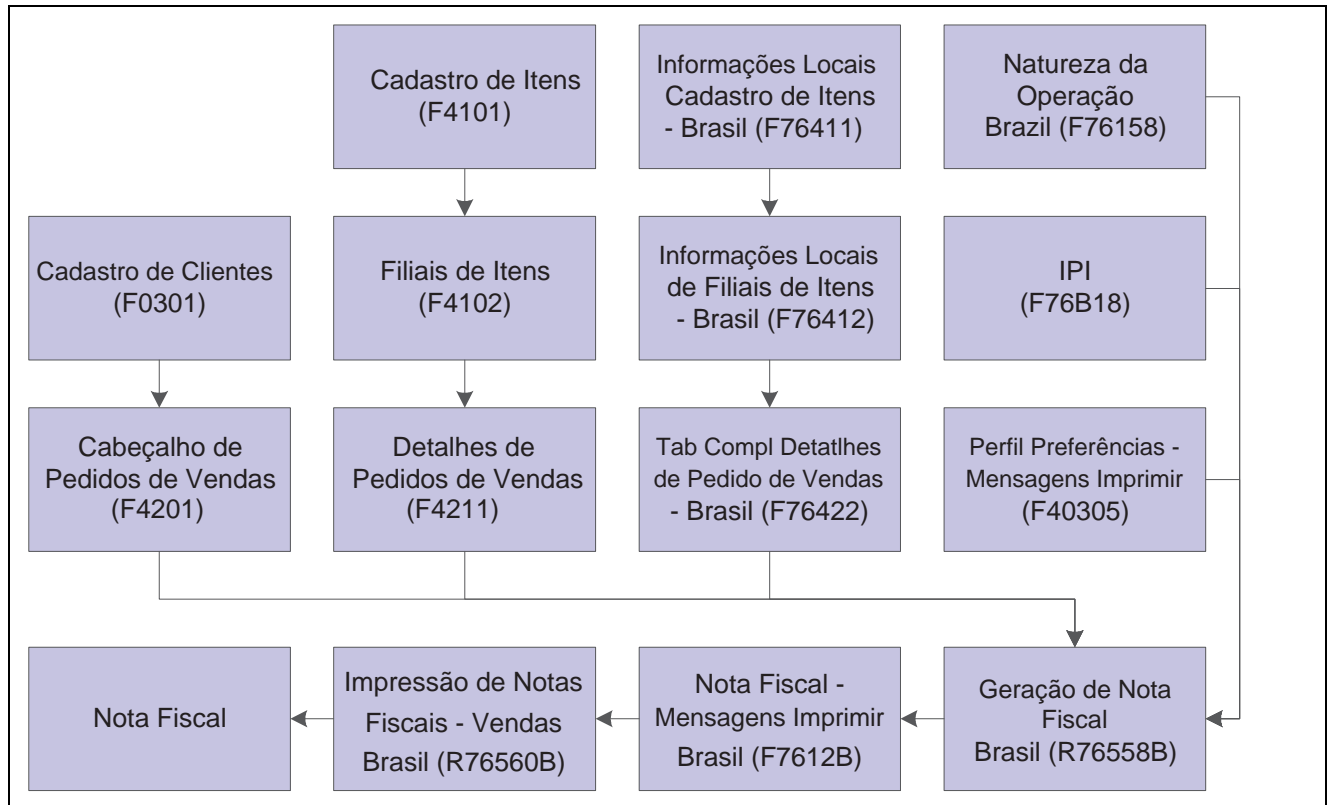 Cadastro de Itens
(F4101)
Informações Locais
Cadastro de Itens
- Brasil (F76411)
Natureza da
Operação
Brazil (F76158)
Cadastro de Clientes
(F0301)
Filiais de Itens
(F4102)
Informações Locais
de Filiais de Itens
- Brasil (F76412)
IPI
(F76B18)
Cabeçalho de
Pedidos de Vendas
(F4201)
Detalhes de
Pedidos de Vendas
(F4211)
Tab Compl Detatlhes
de Pedido de Vendas
- Brasil (F76422)
Perfil Preferências -
Mensagens Imprimir
(F40305)
Nota Fiscal
Impressão de Notas
Fiscais - Vendas
Brasil (R76560B)
Nota Fiscal -
Mensagens Imprimir
Brasil (F7612B)
Geração de Nota
Fiscal
Brasil (R76558B)